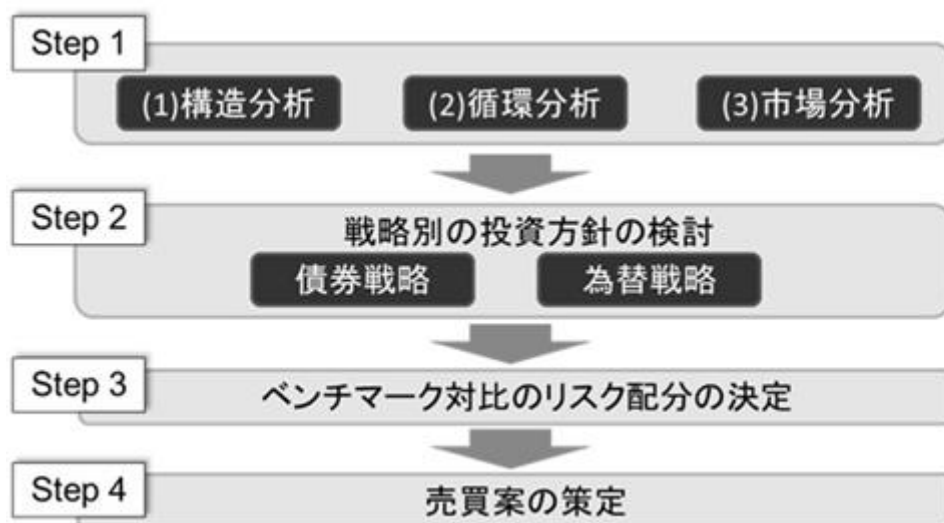 Step 1
(1)構造分析
(2)循環分析
(3)市場分析
Step 2
戦略別の投資方針の検討
債券戦略
為替戦略
Step 3
ベンチマーク対比のリスク配分の決定
Step 4
売買案の策定